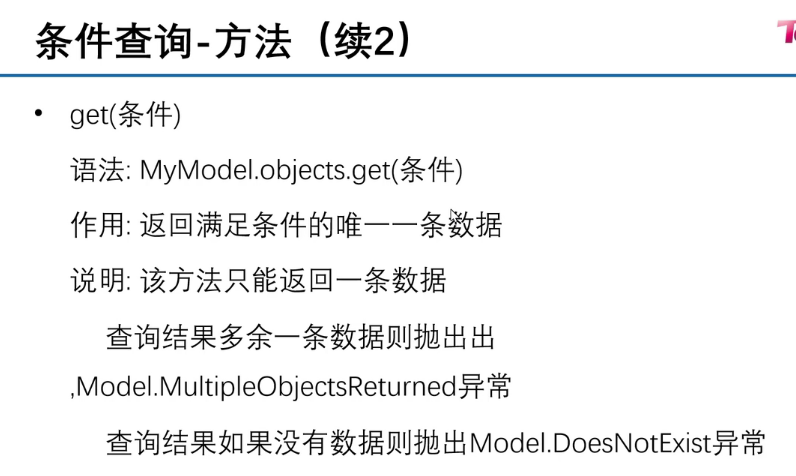 条件查询-方法（续2）
• get(条件)
语法: MyModel.objects.get(条件)
作用: 返回满足条件的唯一一条数据
说明: 该方法只能返回一条数据
查询结果多余一条数据则抛出出
,Model.MultipleObjectsReturned异常
查询结果如果没有数据则抛出Model.DoesNotExist异常